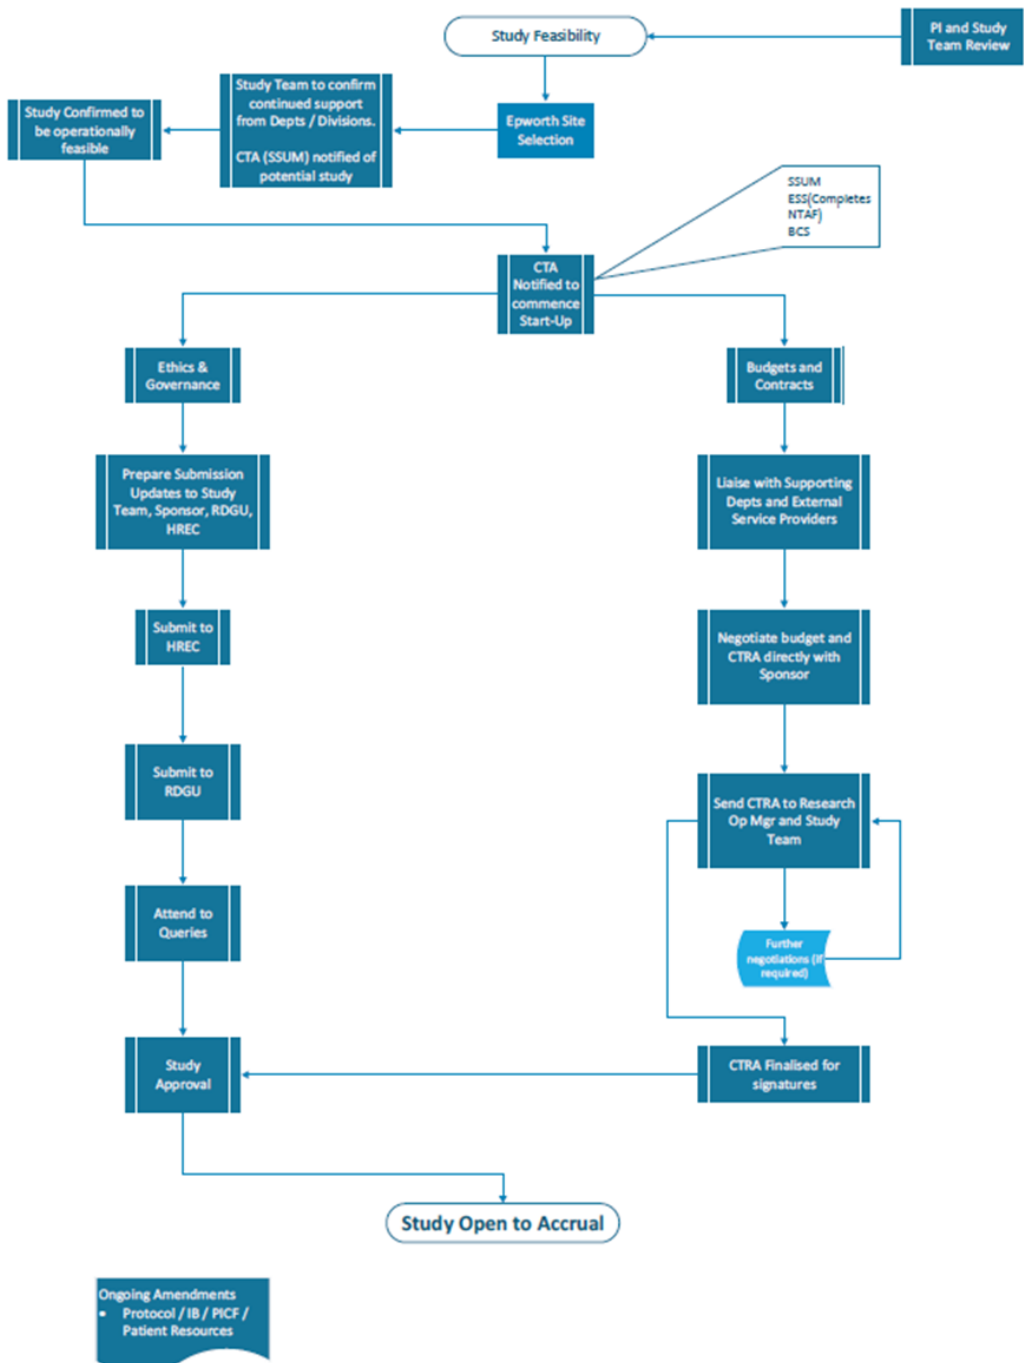 Study Feasibility
PI and Study
Team Review
Study Team to confirm
continued support
from Depts / Divisions.
CTA (SSUM) notified of
potential study
Study Confirmed to
be operationally
feasible
Epworth Site
Selection
SSUM
ESS(Completes
NTAF)
BCS
CTA
Notified to
commence
Start-Up
Ethics &
Governance
Budgets and
Contracts
Prepare Submission
Updates to Study
Team, Sponsor, RDGU,
HREC
Liaise with Supporting
Depts and External
Service Providers
Submit to
HREC
Negotiate budget and
CTRA directly with
Sponsor
Submit to
RDGU
Send CTRA to Research
Op Mgr and Study
Team
Attend to
Queries
Further
negotiations (if
required)
Study
Approval
CTRA Finalised for
signatures
Study Open to Accrual
Ongoing Amendments
• Protocol / IB / PICF /
Patient Resources